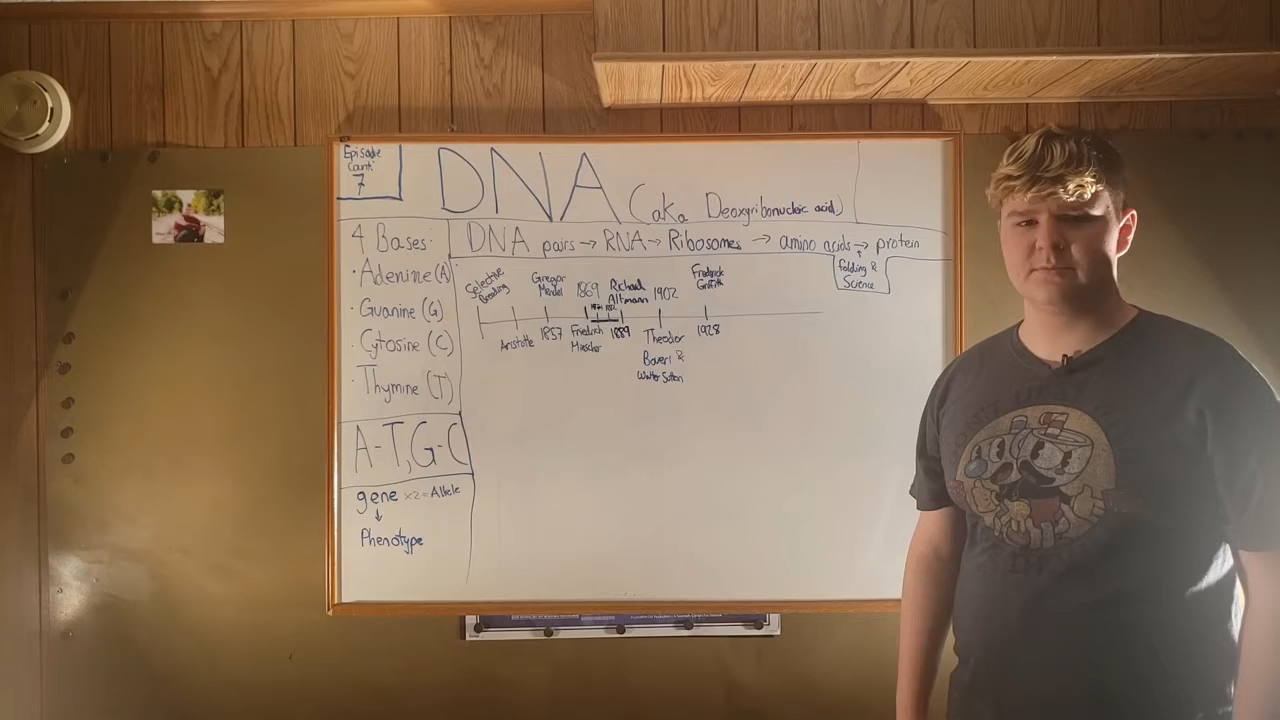 Episode
Count:
7
DNA (aka Deoxyribonucleic acid)
4 Bases:
· Adenine (A)
· Guanine (G)
· Cytosine (C)
· Thymine (T)
A-T, G-C
gene x2 = Allele
↓
Phenotype
DNA pairs → RNA → Ribosomes → amino acids → protein
folding &
Science
Selective
Breeding
Aristotle
Gregor
Mendel
1857
1869
Friedrich
Miescher
Richard
Altmann
1889
1902
Theodor
Boveri &
Walter Sutton
Frederick
Griffith
1928